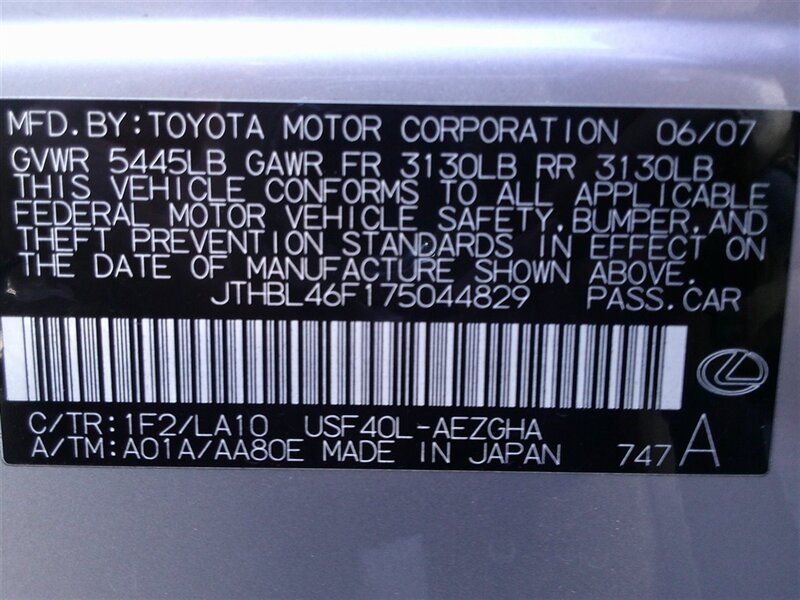 MFD.BY:TOYOTA MOTOR CORPORATION 06/07
GVWR 5445LB GAWR FR 3130LB RR 3130LB
THIS VEHICLE CONFORMS TO ALL APPLICABLE
FEDERAL MOTOR VEHICLE SAFETY,BUMPER,AND
THEFT PREVENTION STANDARDS IN EFFECT ON
THE DATE OF MANUFACTURE SHOWN ABOVE.
JTHBL46F175044829 PASS.CAR
C/TR:1F2/LA10 USF40L-AEZGHA
A/TM:A01A/AA80E MADE IN JAPAN 747A